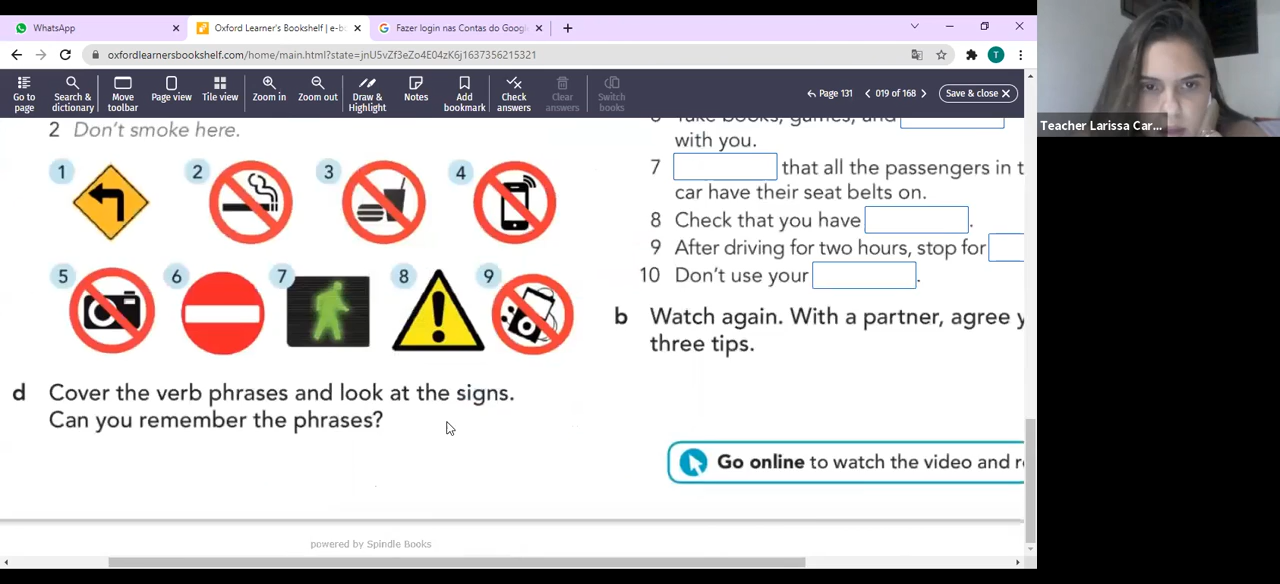 WhatsApp
Oxford Learner's Bookshelf | e-b
Fazer login nas Contas do Googl
oxfordlearnersbookshelf.com/home/main.html?state=jnU5vZf3eZo4E04zK6j1637356215321
T
Go to page
Search & dictionary
Move toolbar
Page view
Tile view
Zoom in
Zoom out
Draw & Highlight
Notes
Add bookmark
Check answers
Clear answers
Switch books
Page 131
019 of 168
Save & close
Teacher Larissa Car...
2 Don't smoke here.
1
2
3
4
5
6
7
8
9
d Cover the verb phrases and look at the signs.
Can you remember the phrases?
Take books, games, and
with you.
7 that all the passengers in t
car have their seat belts on.
8 Check that you have .
9 After driving for two hours, stop for
10 Don't use your .
b Watch again. With a partner, agree y
three tips.
Go online to watch the video and r
powered by Spindle Books